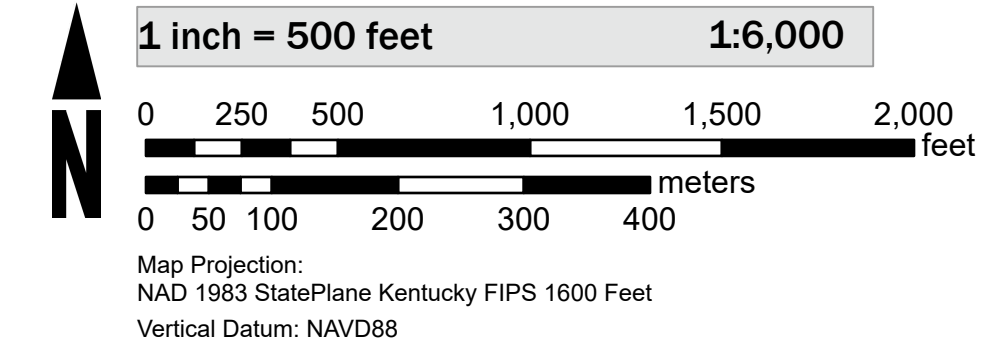 N
1 inch = 500 feet 1:6,000
0 250 500 1,000 1,500 2,000
feet
meters
0 50 100 200 300 400
Map Projection:
NAD 1983 StatePlane Kentucky FIPS 1600 Feet
Vertical Datum: NAVD88